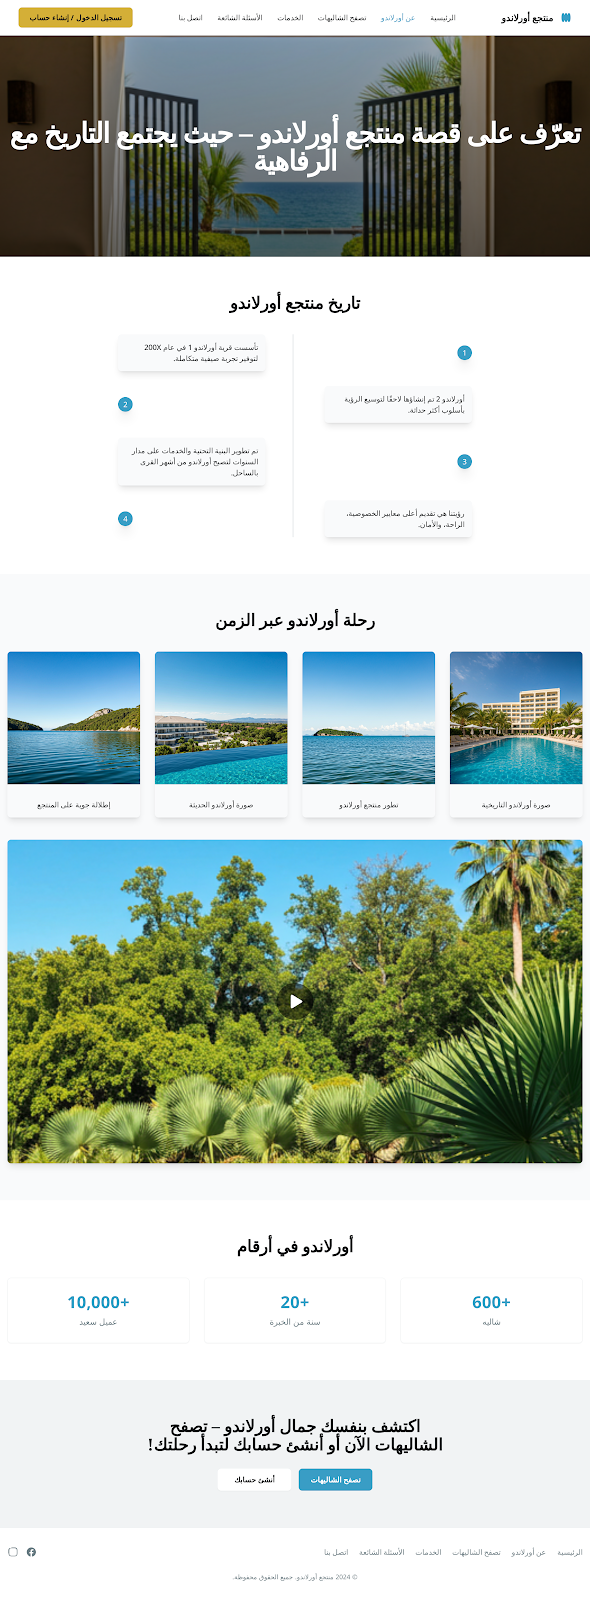 منتجع أورلاندو
الرئيسية
عن أورلاندو
تصفح الشاليهات
الخدمات
الأسئلة الشائعة
اتصل بنا
تسجيل الدخول / إنشاء حساب
تعرّف على قصة منتجع أورلاندو – حيث يجتمع التاريخ مع
الرفاهية
تاريخ منتجع أورلاندو
1
تأسست قرية أورلاندو 1 في عام 200X
لتوفير تجربة صيفية متكاملة.
2
أورلاندو 2 تم إنشاؤها لاحقًا لتوسيع الرؤية
بأسلوب أكثر حداثة.
3
تم تطوير البنية التحتية والخدمات على مدار
السنوات لتصبح أورلاندو من أشهر القرى
بالساحل.
4
رؤيتنا هي تقديم أعلى معايير الخصوصية،
الراحة، والأمان.
رحلة أورلاندو عبر الزمن
صورة أورلاندو التاريخية
تطور منتجع أورلاندو
صورة أورلاندو الحديثة
إطلالة جوية على المنتجع
أورلاندو في أرقام
600+
شاليه
20+
سنة من الخبرة
10,000+
عميل سعيد
اكتشف بنفسك جمال أورلاندو – تصفح
الشاليهات الآن أو أنشئ حسابك لتبدأ رحلتك!
تصفح الشاليهات
أنشئ حسابك
الرئيسية
عن أورلاندو
تصفح الشاليهات
الخدمات
الأسئلة الشائعة
اتصل بنا
© 2024 منتجع أورلاندو. جميع الحقوق محفوظة.